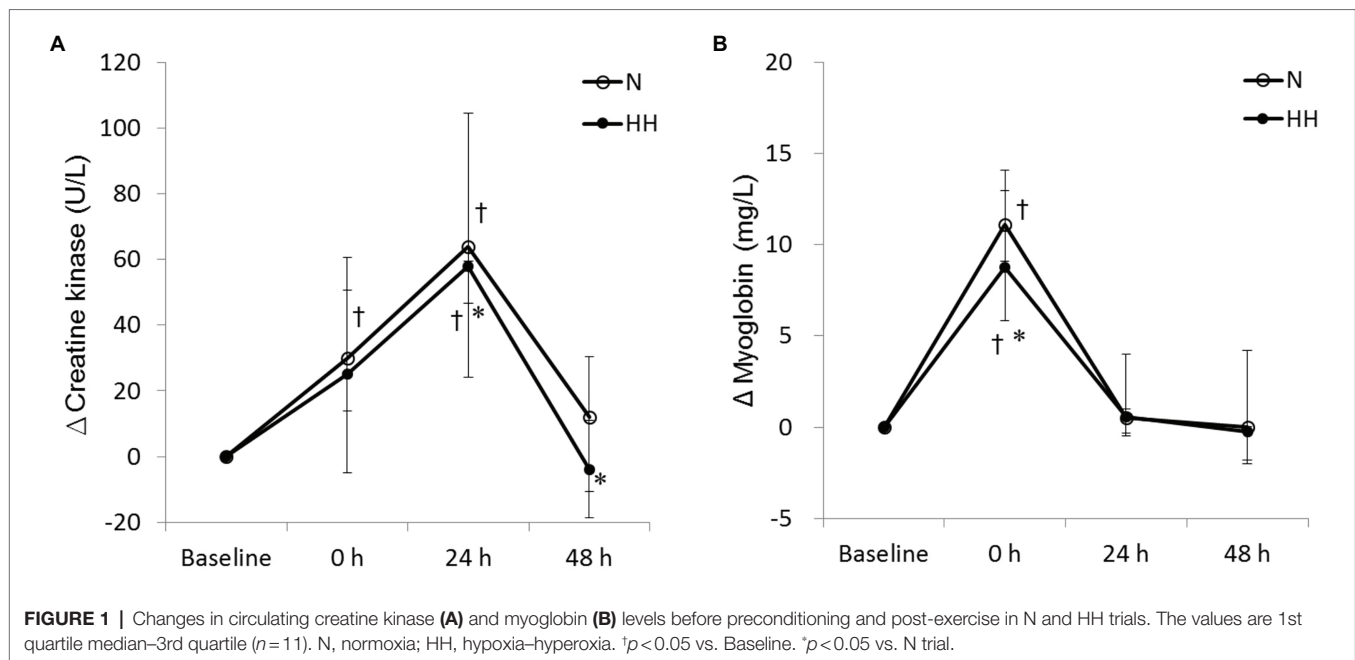 A
120
100
80
60
40
20
0
-20
Δ Creatine kinase (U/L)
N
HH
†
†
† *
*
Baseline 0 h 24 h 48 h
B
20
15
10
5
0
-5
Δ Myoglobin (mg/L)
N
HH
†
† *
Baseline 0 h 24 h 48 h
FIGURE 1 | Changes in circulating creatine kinase (A) and myoglobin (B) levels before preconditioning and post-exercise in N and HH trials. The values are 1st
quartile median–3rd quartile (n=11). N, normoxia; HH, hypoxia–hyperoxia. †p<0.05 vs. Baseline. *p<0.05 vs. N trial.